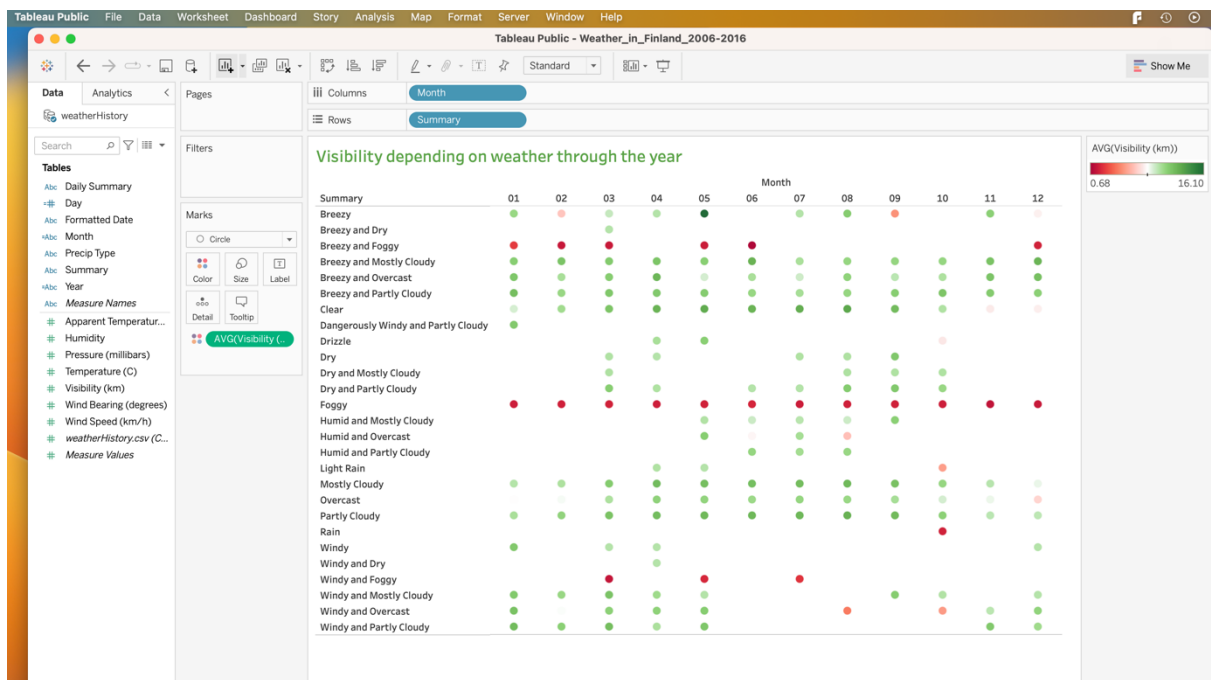 Tableau Public File Data Worksheet Dashboard Story Analysis Map Format Server Window Help
Tableau Public - Weather_in_Finland_2006-2016
Standard
Show Me
Data Analytics
Pages
Columns Month
weatherHistory
Rows Summary
Search
Filters
Visibility depending on weather through the year
AVG(Visibility (km))
0.68 16.10
Tables
Abc Daily Summary
Day
Abc Formatted Date
Abc Month
Abc Precip Type
Abc Summary
Abc Year
Abc Measure Names
Apparent Temperatur...
Humidity
Pressure (millibars)
Temperature (C)
Visibility (km)
Wind Bearing (degrees)
Wind Speed (km/h)
weatherHistory.csv (C...
Measure Values
Marks
Circle
Color Size Label
Detail Tooltip
AVG(Visibility (..
Month
Summary 01 02 03 04 05 06 07 08 09 10 11 12
Breezy
Breezy and Dry
Breezy and Foggy
Breezy and Mostly Cloudy
Breezy and Overcast
Breezy and Partly Cloudy
Clear
Dangerously Windy and Partly Cloudy
Drizzle
Dry
Dry and Mostly Cloudy
Dry and Partly Cloudy
Foggy
Humid and Mostly Cloudy
Humid and Overcast
Humid and Partly Cloudy
Light Rain
Mostly Cloudy
Overcast
Partly Cloudy
Rain
Windy
Windy and Dry
Windy and Foggy
Windy and Mostly Cloudy
Windy and Overcast
Windy and Partly Cloudy